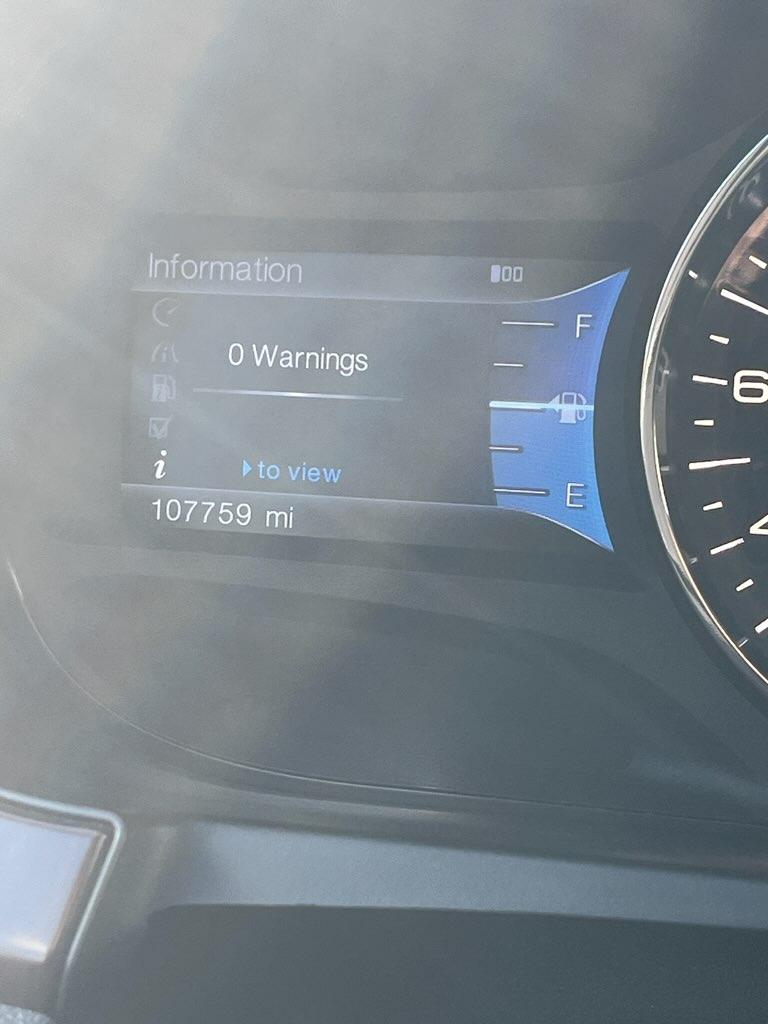 Information
F
0 Warnings
6
to view
E
107759 mi